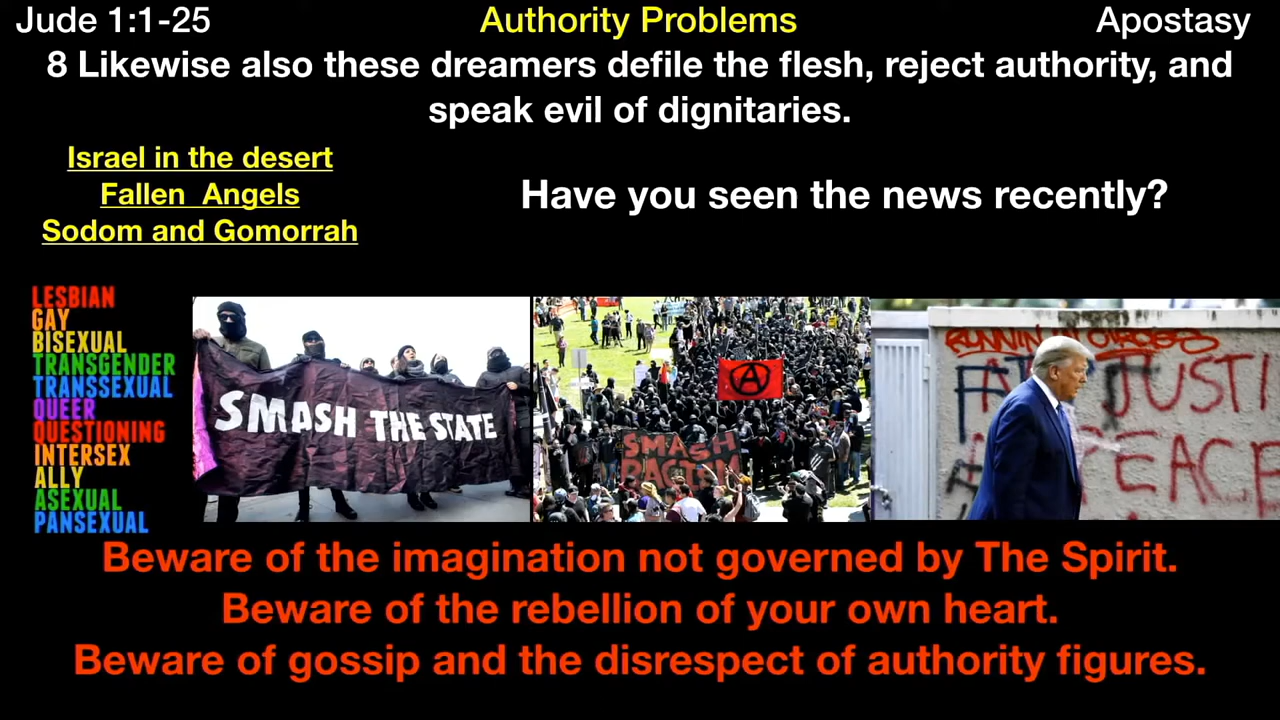 Jude 1:1-25
Authority Problems
Apostasy
8 Likewise also these dreamers defile the flesh, reject authority, and
speak evil of dignitaries.
Israel in the desert
Fallen Angels
Sodom and Gomorrah
Have you seen the news recently?
LESBIAN
GAY
BISEXUAL
TRANSGENDER
TRANSSEXUAL
QUEER
QUESTIONING
INTERSEX
ALLY
ASEXUAL
PANSEXUAL
SMASH THE STATE
SMASH
RACISM
JUSTI
PEACE
Beware of the imagination not governed by The Spirit.
Beware of the rebellion of your own heart.
Beware of gossip and the disrespect of authority figures.